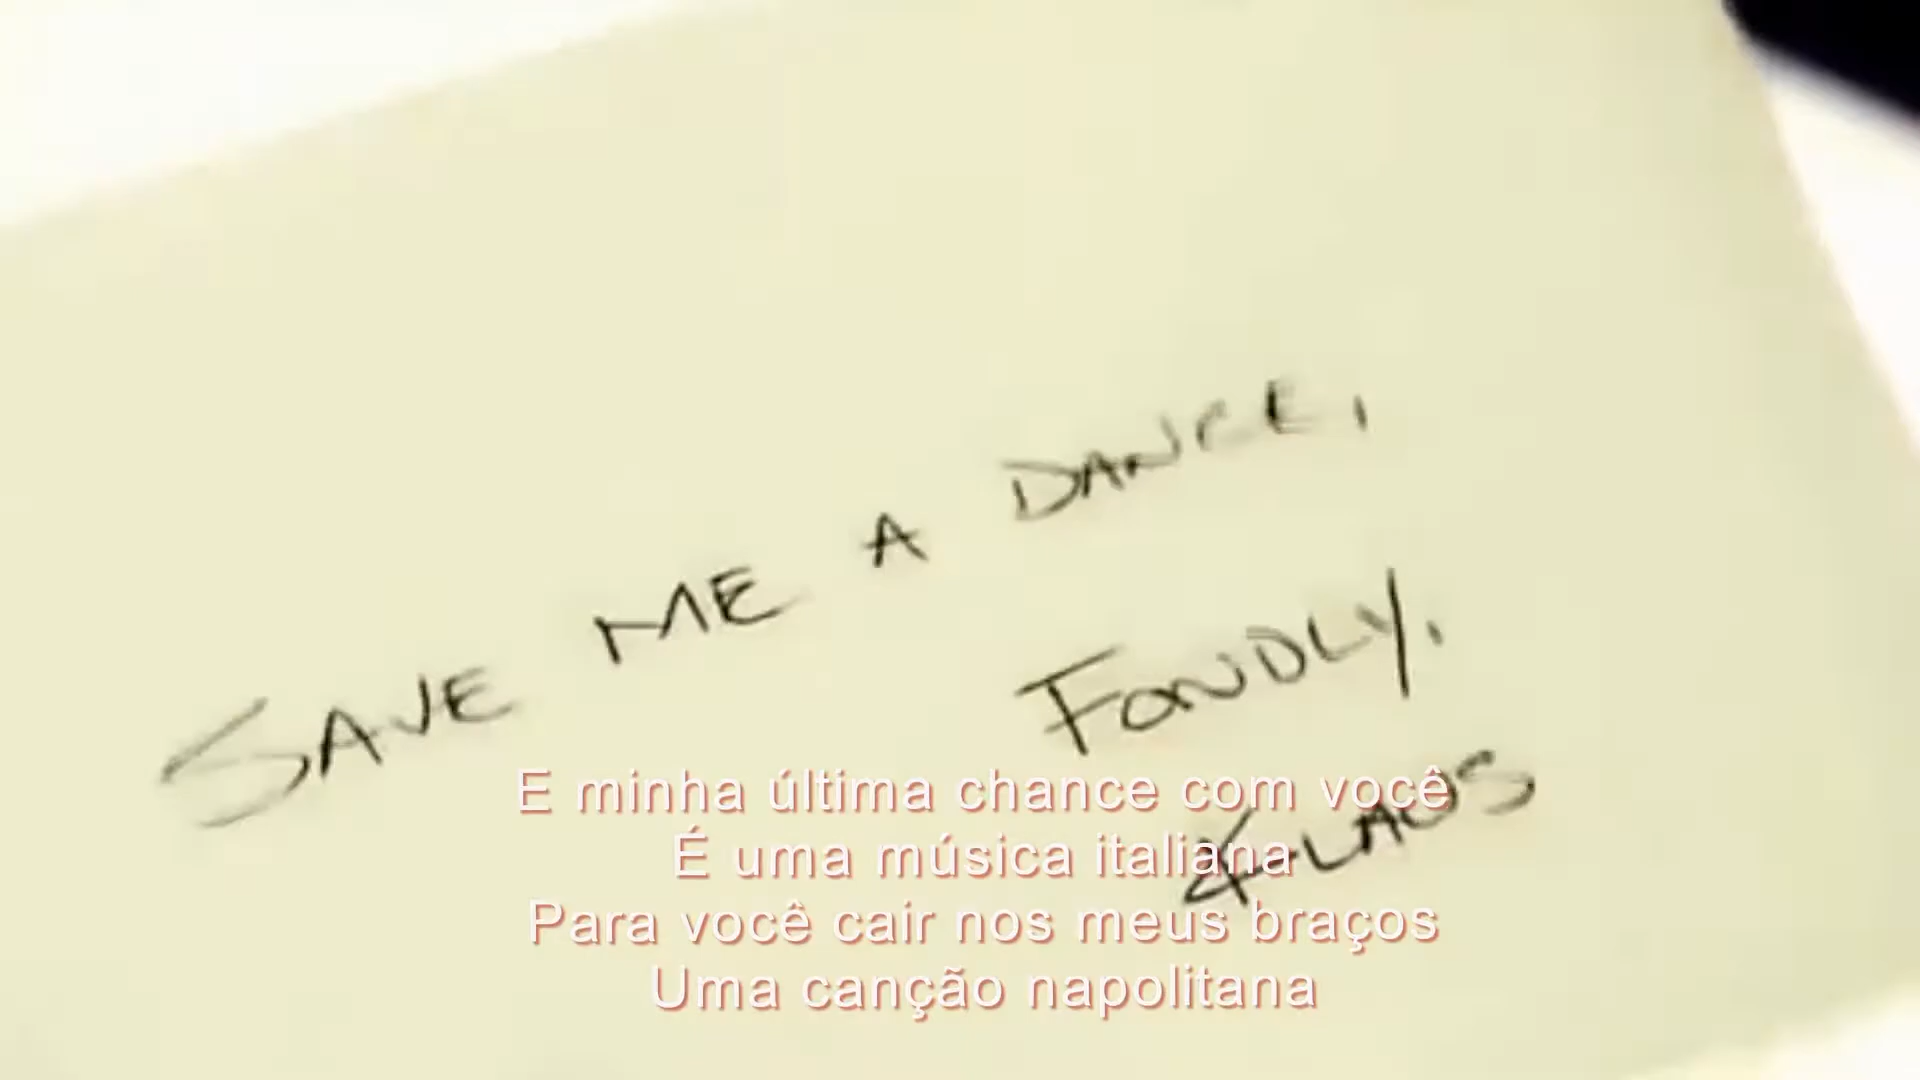 SAVE ME A DANCE,
FONDLY,
KLAUS
E minha última chance com você
É uma música italiana
Para você cair nos meus braços
Uma canção napolitana